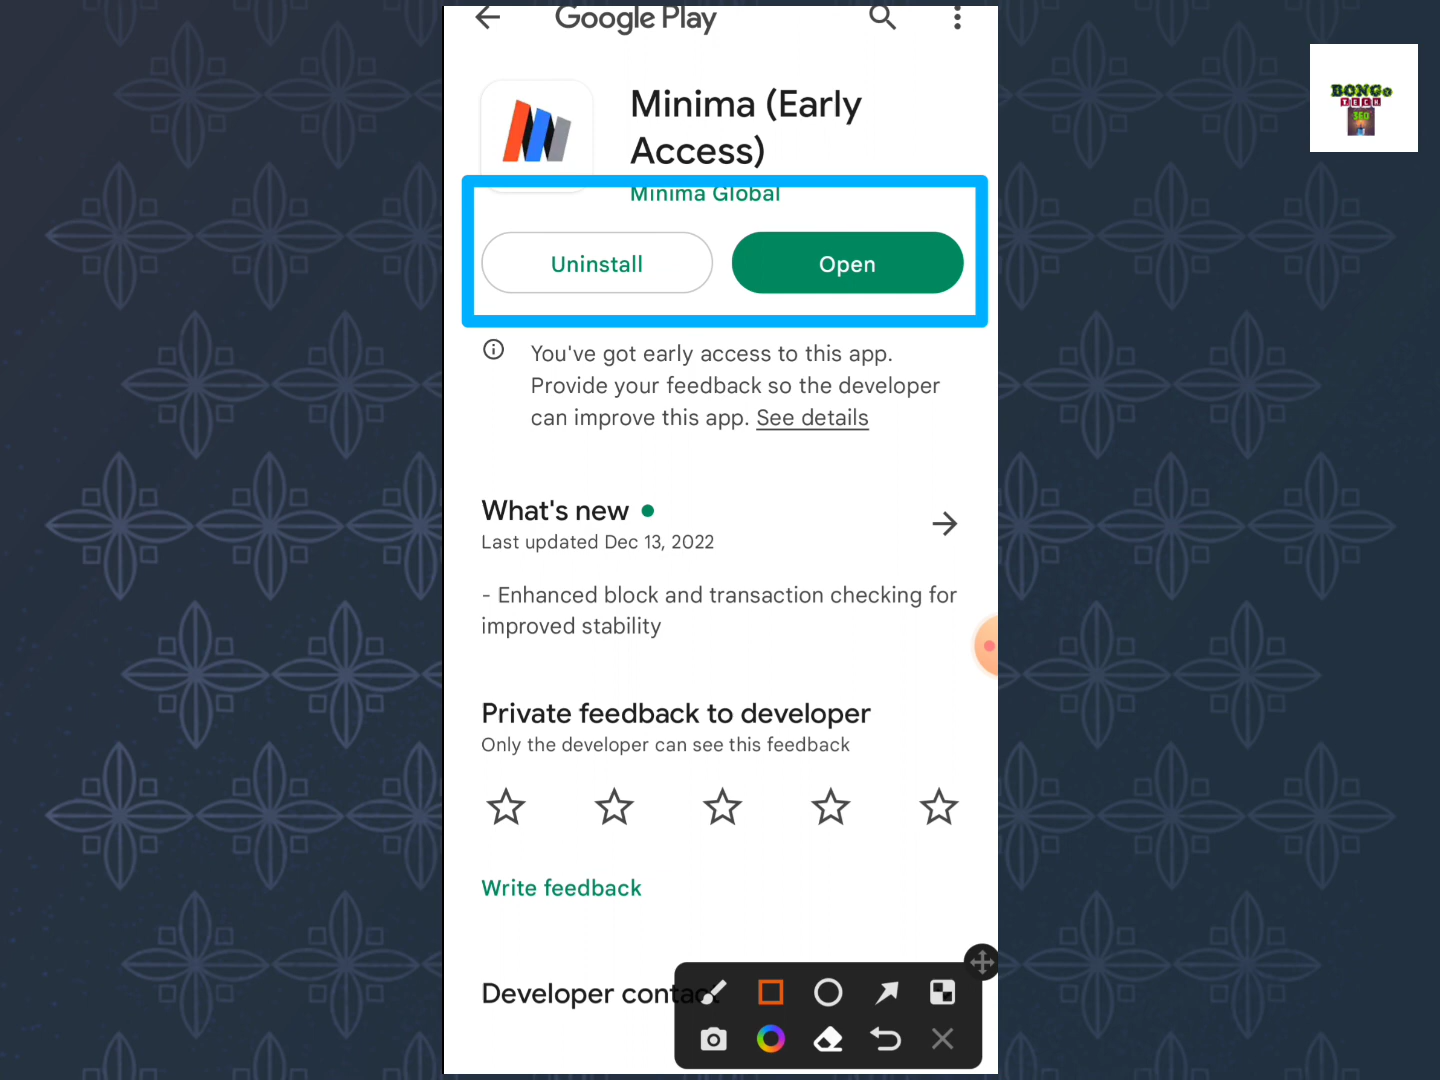 Google Play
BONGo
TECH
360
Minima (Early
Access)
Minima Global
Uninstall
Open
You've got early access to this app.
Provide your feedback so the developer
can improve this app. See details
What's new
Last updated Dec 13, 2022
- Enhanced block and transaction checking for
improved stability
Private feedback to developer
Only the developer can see this feedback
Write feedback
Developer contact